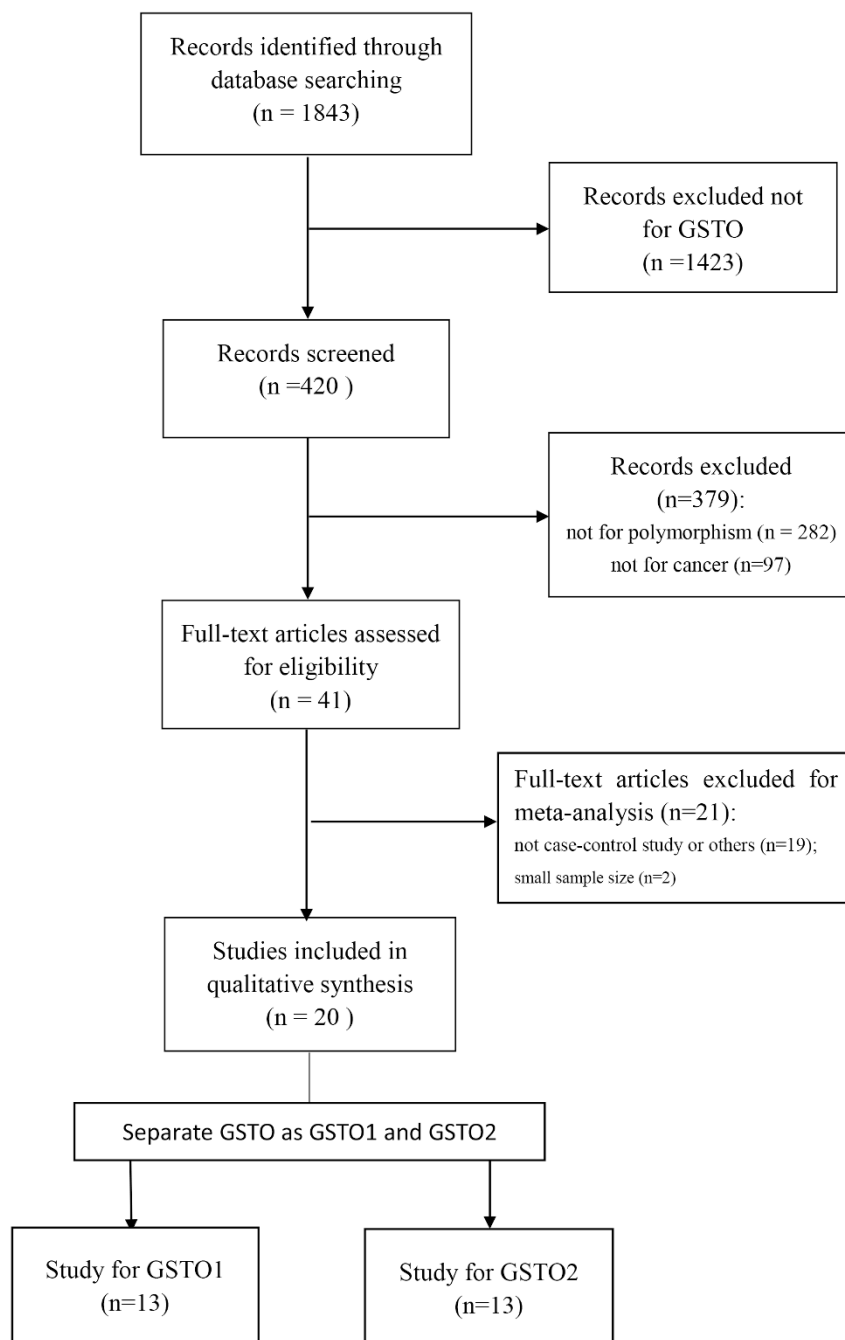 Records identified through
database searching
(n = 1843)
Records excluded not
for GSTO
(n =1423)
Records screened
(n =420 )
Records excluded
(n=379):
not for polymorphism (n = 282)
not for cancer (n=97)
Full-text articles assessed
for eligibility
(n = 41)
Full-text articles excluded for
meta-analysis (n=21):
not case-control study or others (n=19);
small sample size (n=2)
Studies included in
qualitative synthesis
(n = 20 )
Separate GSTO as GSTO1 and GSTO2
Study for GSTO1
(n=13)
Study for GSTO2
(n=13)